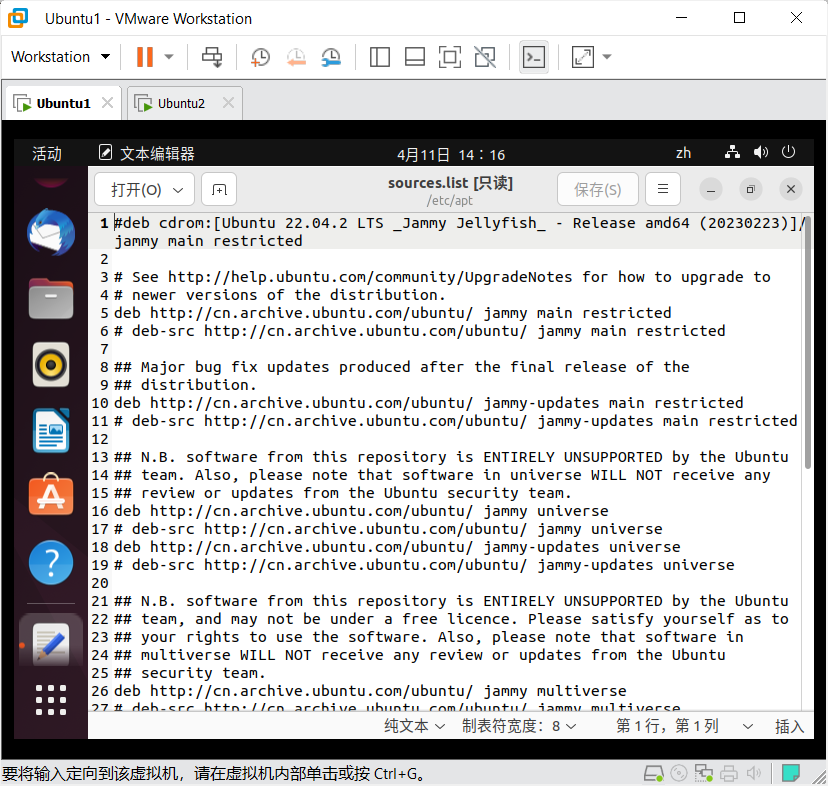 Ubuntu1 - VMware Workstation
Workstation
Ubuntu1
Ubuntu2
活动
文本编辑器
4月11日 14：16
zh
打开(O)
sources.list [只读]
/etc/apt
保存(S)
1 #deb cdrom:[Ubuntu 22.04.2 LTS _Jammy Jellyfish_ - Release amd64 (20230223)]/
jammy main restricted
2
3 # See http://help.ubuntu.com/community/UpgradeNotes for how to upgrade to
4 # newer versions of the distribution.
5 deb http://cn.archive.ubuntu.com/ubuntu/ jammy main restricted
6 # deb-src http://cn.archive.ubuntu.com/ubuntu/ jammy main restricted
7
8 ## Major bug fix updates produced after the final release of the
9 ## distribution.
10 deb http://cn.archive.ubuntu.com/ubuntu/ jammy-updates main restricted
11 # deb-src http://cn.archive.ubuntu.com/ubuntu/ jammy-updates main restricted
12
13 ## N.B. software from this repository is ENTIRELY UNSUPPORTED by the Ubuntu
14 ## team. Also, please note that software in universe WILL NOT receive any
15 ## review or updates from the Ubuntu security team.
16 deb http://cn.archive.ubuntu.com/ubuntu/ jammy universe
17 # deb-src http://cn.archive.ubuntu.com/ubuntu/ jammy universe
18 deb http://cn.archive.ubuntu.com/ubuntu/ jammy-updates universe
19 # deb-src http://cn.archive.ubuntu.com/ubuntu/ jammy-updates universe
20
21 ## N.B. software from this repository is ENTIRELY UNSUPPORTED by the Ubuntu
22 ## team, and may not be under a free licence. Please satisfy yourself as to
23 ## your rights to use the software. Also, please note that software in
24 ## multiverse WILL NOT receive any review or updates from the Ubuntu
25 ## security team.
26 deb http://cn.archive.ubuntu.com/ubuntu/ jammy multiverse
27 # deb-src http://cn.archive.ubuntu.com/ubuntu/ jammy multiverse
纯文本
制表符宽度：8
第 1 行，第 1 列
插入
要将输入定向到该虚拟机，请在虚拟机内部单击或按 Ctrl+G。